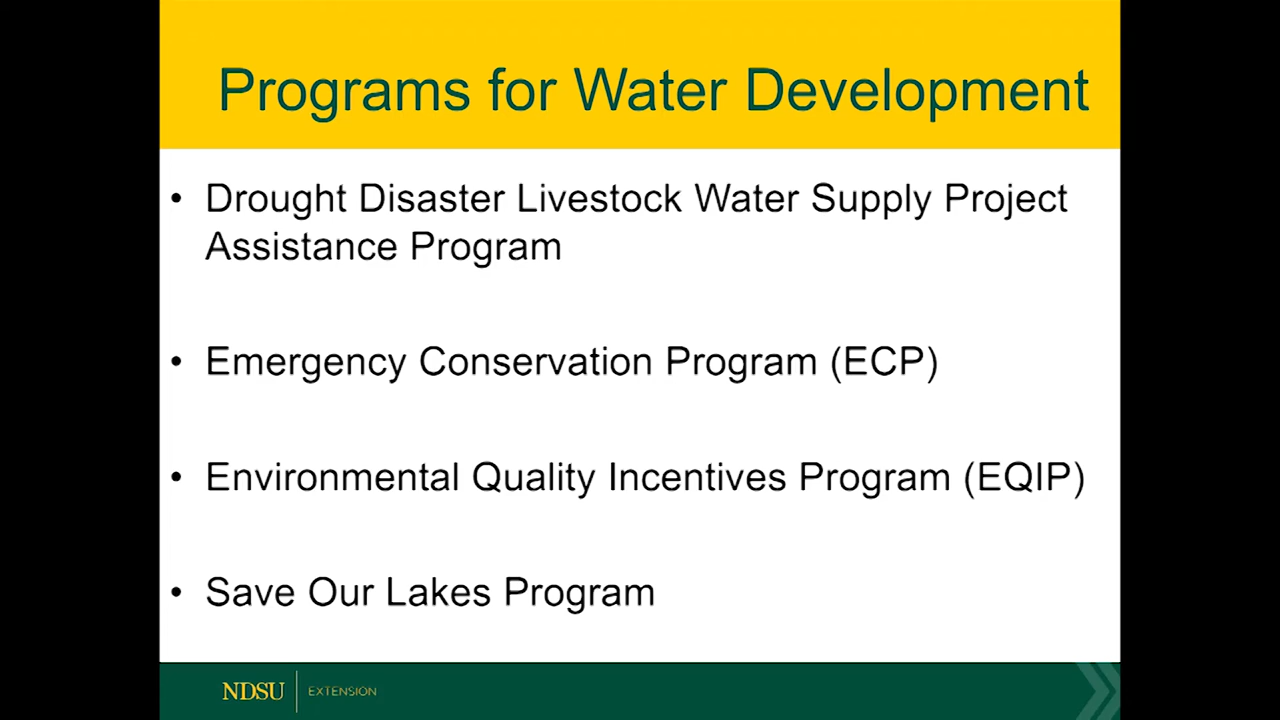 Programs for Water Development
• Drought Disaster Livestock Water Supply Project
Assistance Program
• Emergency Conservation Program (ECP)
• Environmental Quality Incentives Program (EQIP)
• Save Our Lakes Program
NDSU EXTENSION